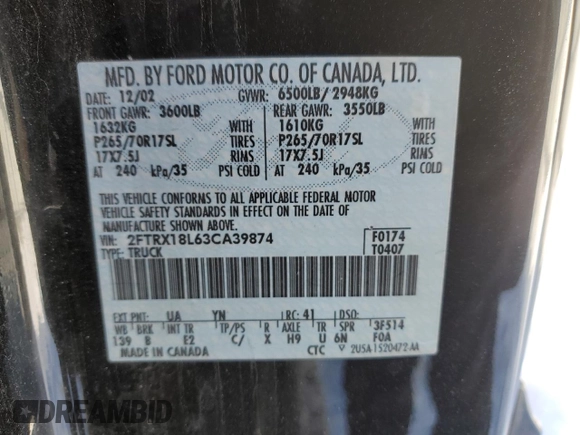 MFD. BY FORD MOTOR CO. OF CANADA, LTD.
DATE: 12/02 GVWR: 6500LB/ 2948KG
FRONT GAWR: 3600LB REAR GAWR: 3550LB
1632KG WITH 1610KG WITH
P265/70R17SL TIRES P265/70R17SL TIRES
17X7.5J RIMS 17X7.5J RIMS
AT 240 kPa/35 PSI COLD AT 240 kPa/35 PSI COLD
THIS VEHICLE CONFORMS TO ALL APPLICABLE FEDERAL MOTOR
VEHICLE SAFETY STANDARDS IN EFFECT ON THE DATE OF
MANUFACTURE SHOWN ABOVE.
VIN: 2FTRX18L63CA39874 F0174
TYPE: TRUCK T0407
EXT PNT: UA YN RC: 41 DSO:
WB BRK INT TR TP/PS R AXLE TR SPR 3F514
139 B E2 C/ X H9 U 6N F0A
MADE IN CANADA CTC 2U5A-1520472-AA
DREAMBID